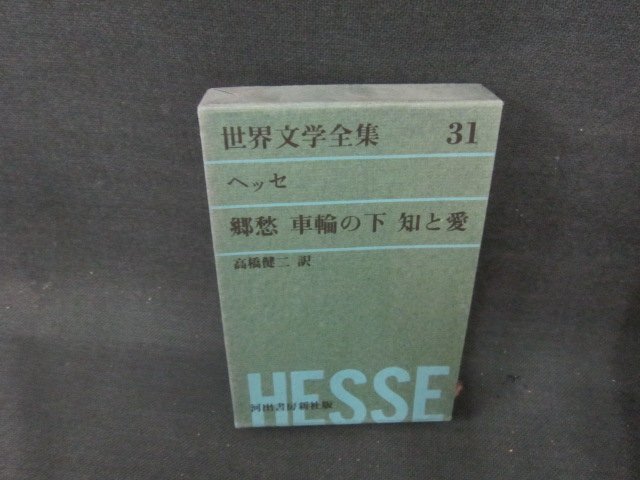 世界文学全集 31
ヘッセ
郷愁 車輪の下 知と愛
高橋健二 訳
HESSE
河出書房新社版